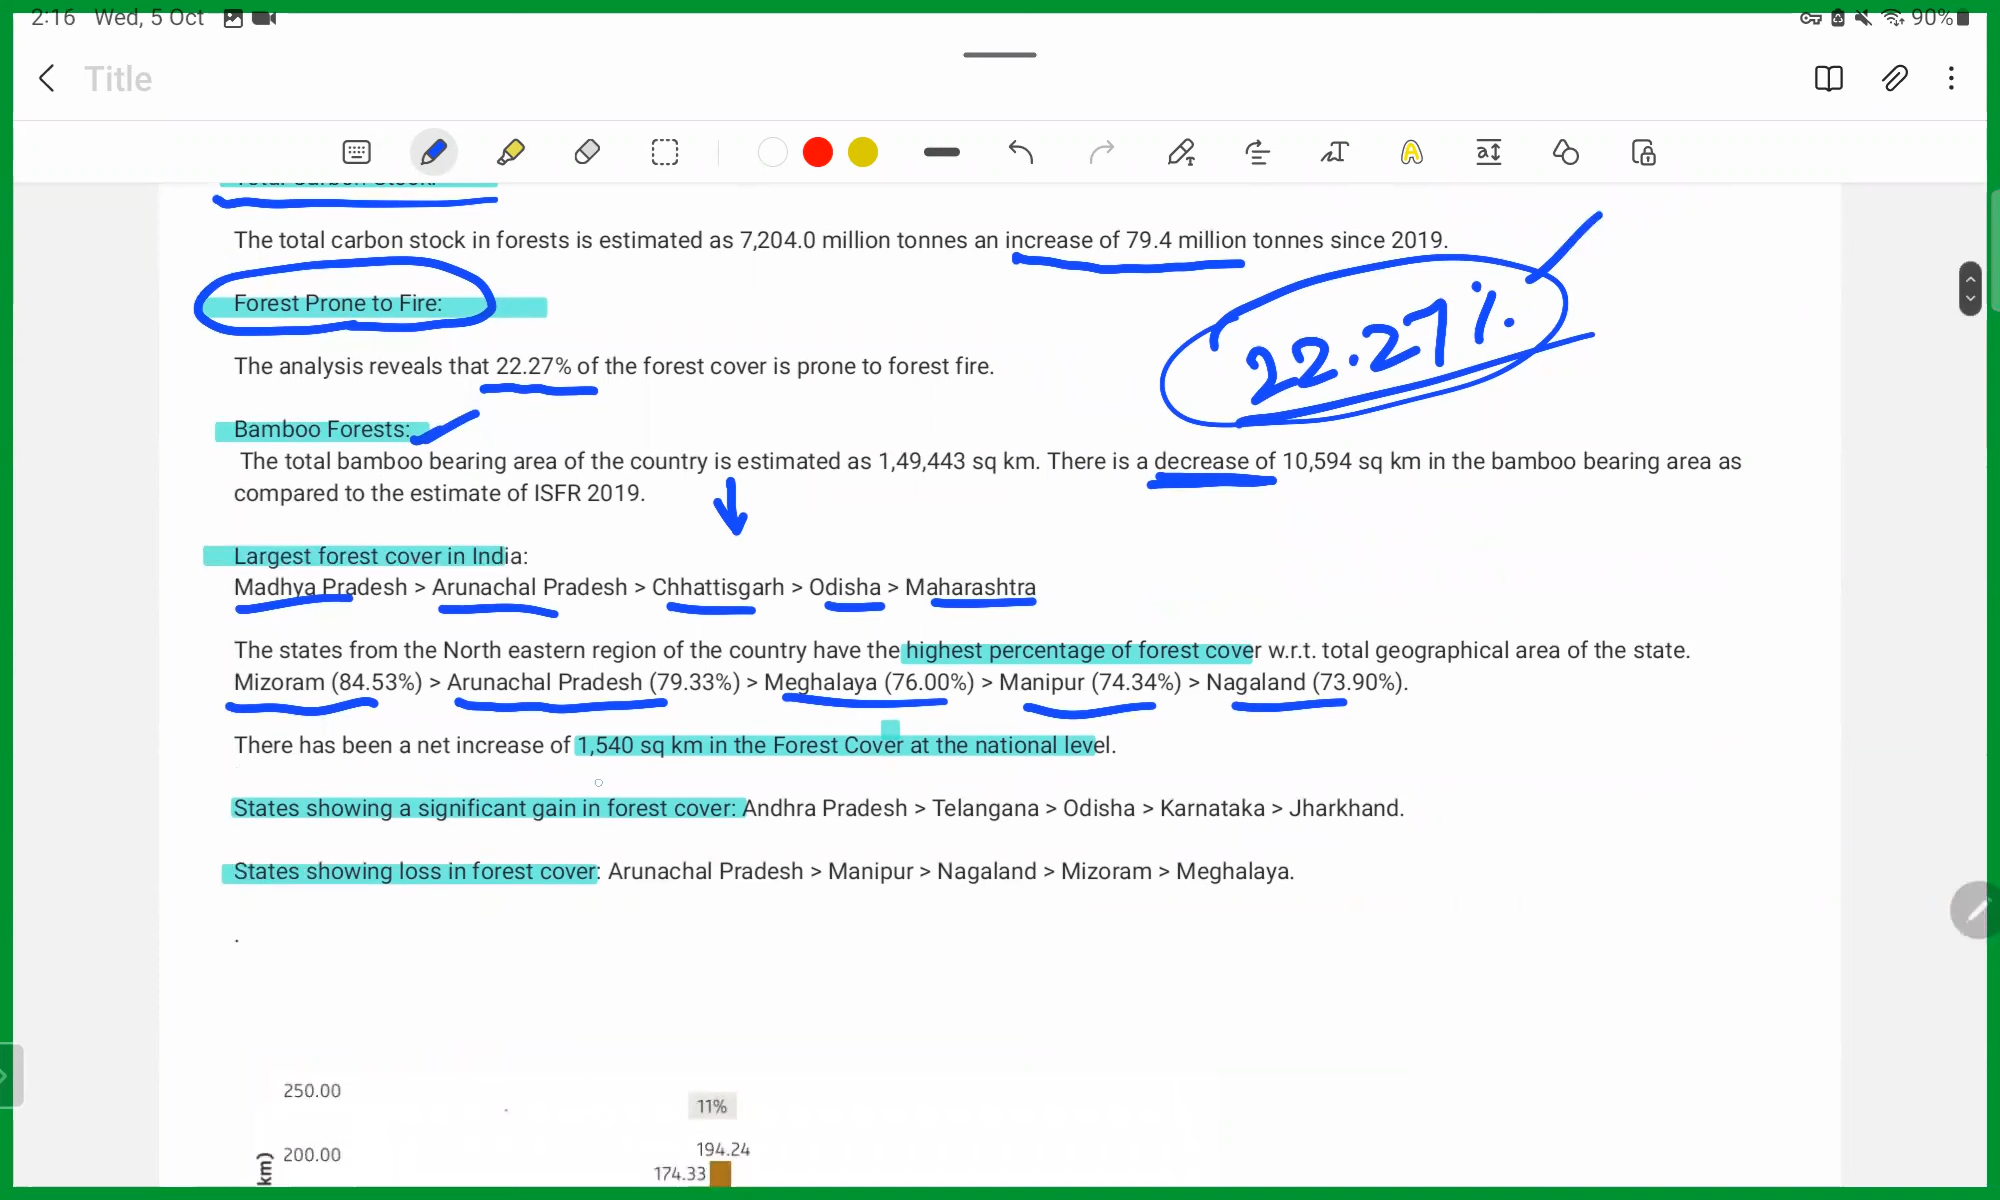 2:16 Wed, 5 Oct 90%
Title
Total Carbon Stock:
The total carbon stock in forests is estimated as 7,204.0 million tonnes an increase of 79.4 million tonnes since 2019.
Forest Prone to Fire:
22.27%
The analysis reveals that 22.27% of the forest cover is prone to forest fire.
Bamboo Forests:
The total bamboo bearing area of the country is estimated as 1,49,443 sq km. There is a decrease of 10,594 sq km in the bamboo bearing area as
compared to the estimate of ISFR 2019.
Largest forest cover in India:
Madhya Pradesh > Arunachal Pradesh > Chhattisgarh > Odisha > Maharashtra
The states from the North eastern region of the country have the highest percentage of forest cover w.r.t. total geographical area of the state.
Mizoram (84.53%) > Arunachal Pradesh (79.33%) > Meghalaya (76.00%) > Manipur (74.34%) > Nagaland (73.90%).
There has been a net increase of 1,540 sq km in the Forest Cover at the national level.
States showing a significant gain in forest cover: Andhra Pradesh > Telangana > Odisha > Karnataka > Jharkhand.
States showing loss in forest cover: Arunachal Pradesh > Manipur > Nagaland > Mizoram > Meghalaya.
.
250.00
11%
194.24
200.00
174.33
km)